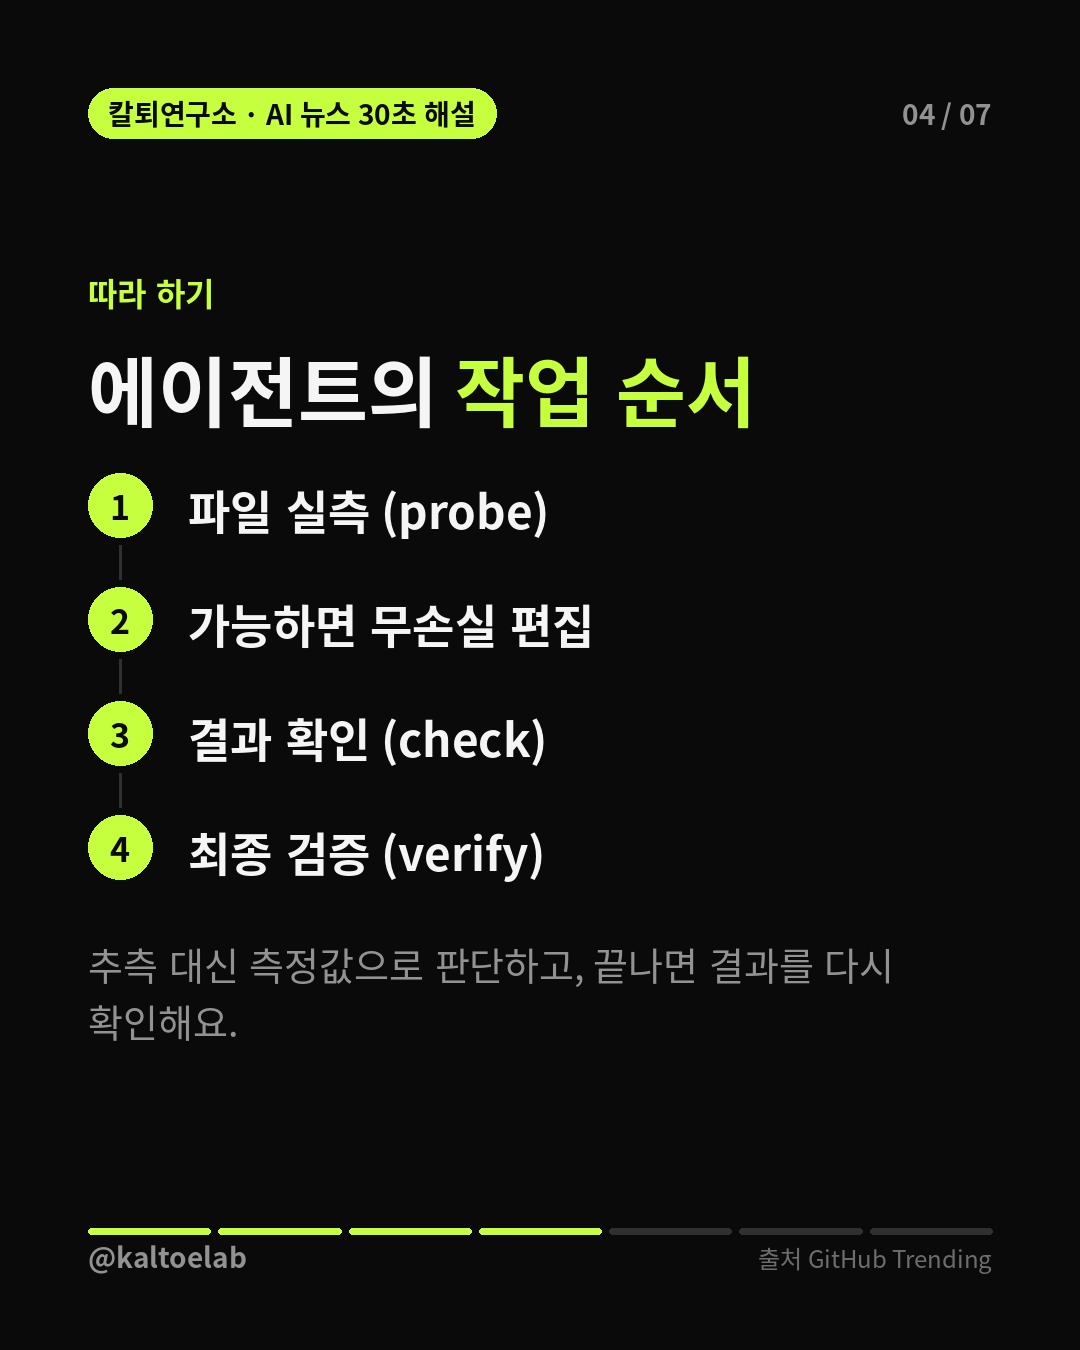 칼퇴연구소 · AI 뉴스 30초 해설
04 / 07
따라 하기
에이전트의 작업 순서
1 파일 실측 (probe)
2 가능하면 무손실 편집
3 결과 확인 (check)
4 최종 검증 (verify)
추측 대신 측정값으로 판단하고, 끝나면 결과를 다시
확인해요.
@kaltoelab
출처 GitHub Trending